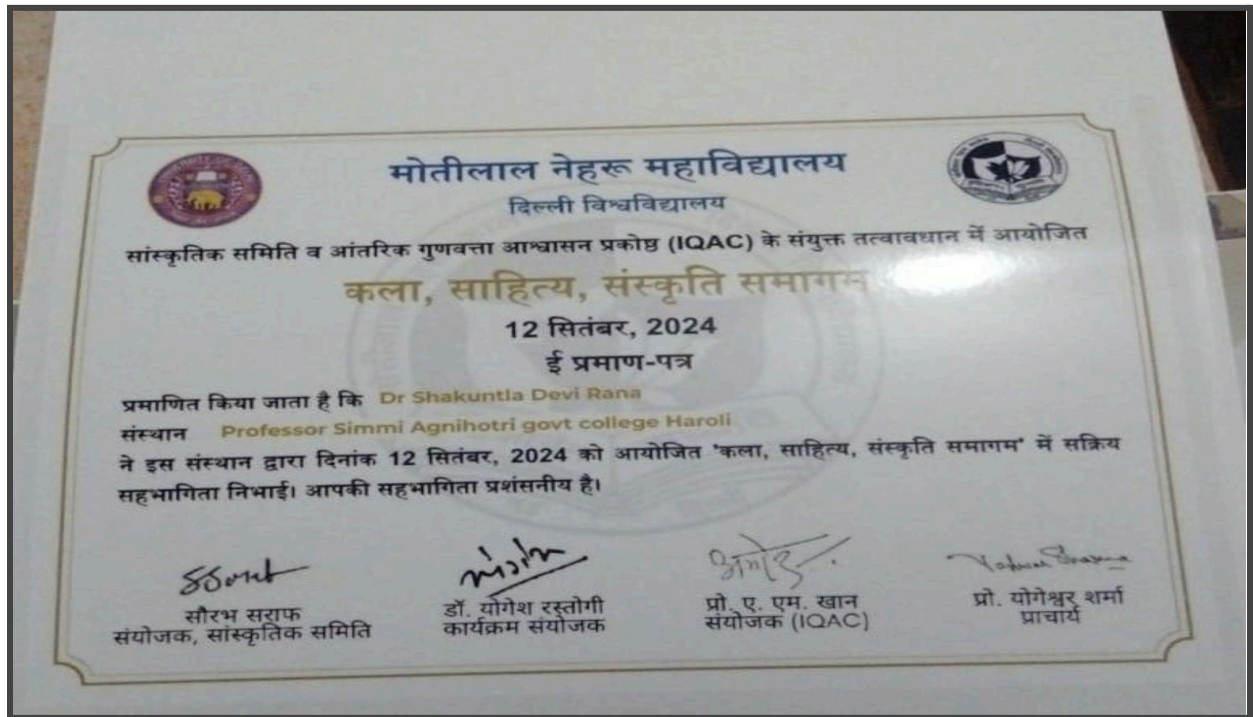 मोतीलाल नेहरू महाविद्यालय
दिल्ली विश्वविद्यालय
सांस्कृतिक समिति व आंतरिक गुणवत्ता आश्वासन प्रकोष्ठ (IQAC) के संयुक्त तत्वावधान में आयोजित
कला, साहित्य, संस्कृति समागम
12 सितंबर, 2024
ई प्रमाण-पत्र
प्रमाणित किया जाता है कि Dr Shakuntla Devi Rana
संस्थान Professor Simmi Agnihotri govt college Haroli
ने इस संस्थान द्वारा दिनांक 12 सितंबर, 2024 को आयोजित 'कला, साहित्य, संस्कृति समागम' में सक्रिय
सहभागिता निभाई। आपकी सहभागिता प्रशंसनीय है।
सौरभ सराफ
संयोजक, सांस्कृतिक समिति
डॉ. योगेश रस्तोगी
कार्यक्रम संयोजक
प्रो. ए. एम. खान
संयोजक (IQAC)
प्रो. योगेश्वर शर्मा
प्राचार्य